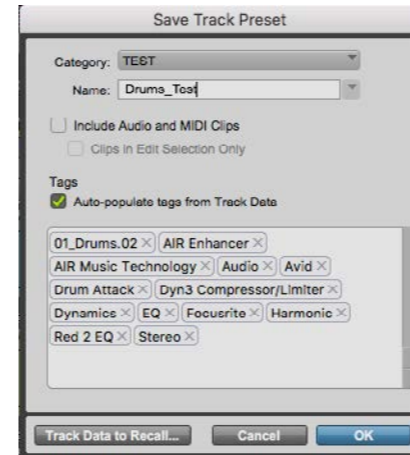 Save Track Preset
Category: TEST
Name: Drums_Test
Include Audio and MIDI Clips
Clips in Edit Selection Only
Tags
Auto-populate tags from Track Data
01_Drums.02 × AIR Enhancer ×
AIR Music Technology × Audio × Avid ×
Drum Attack × Dyn3 Compressor/Limiter ×
Dynamics × EQ × Focusrite × Harmonic ×
Red 2 EQ × Stereo ×
Track Data to Recall... Cancel OK